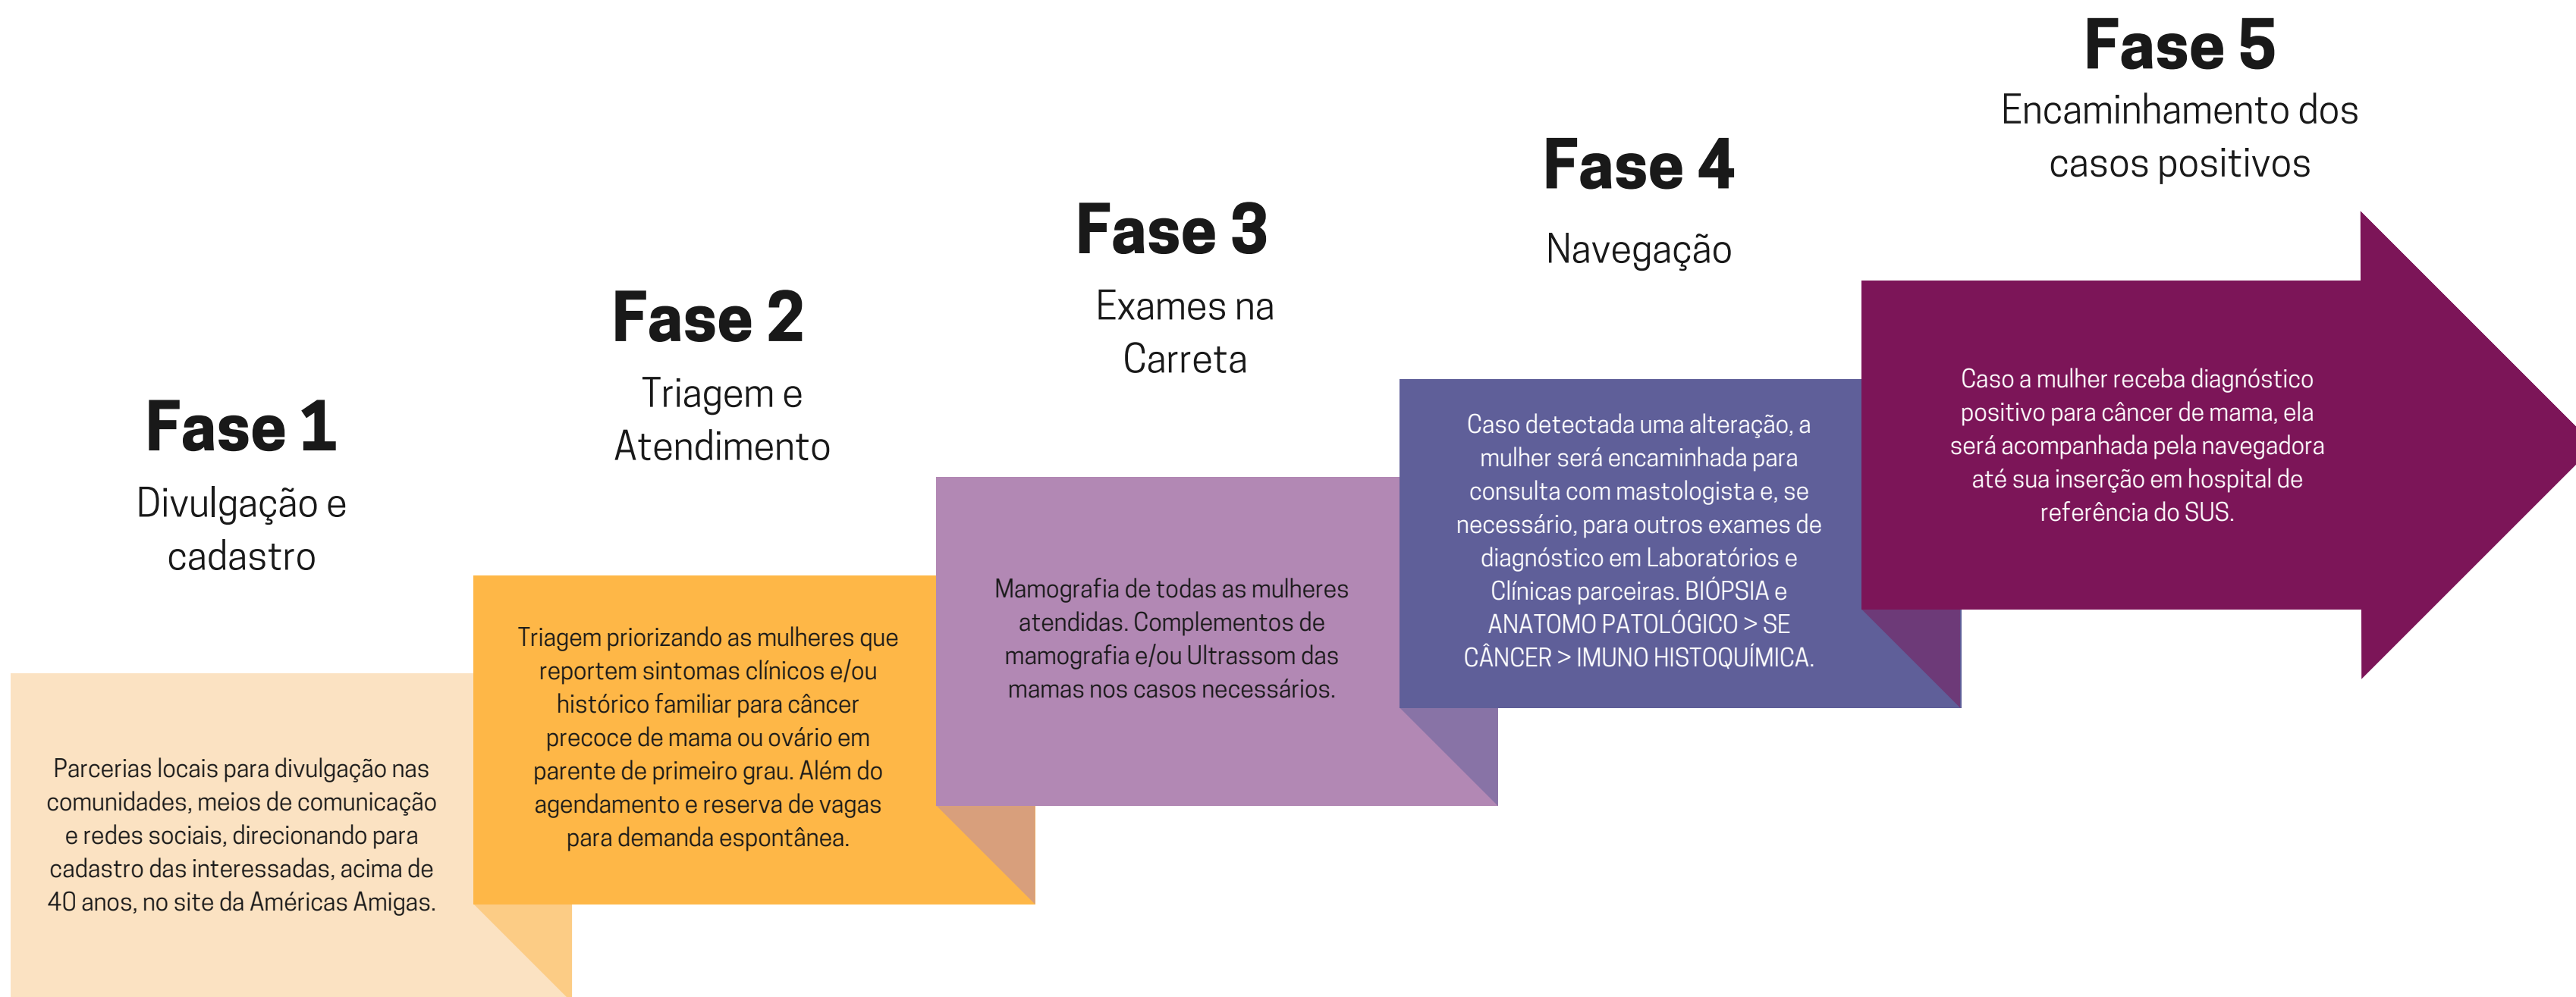 Fase 1
Divulgação e
cadastro
Parcerias locais para divulgação nas
comunidades, meios de comunicação
e redes sociais, direcionando para
cadastro das interessadas, acima de
40 anos, no site da Américas Amigas.
Fase 2
Triagem e
Atendimento
Triagem priorizando as mulheres que
reportem sintomas clínicos e/ou
histórico familiar para câncer
precoce de mama ou ovário em
parente de primeiro grau. Além do
agendamento e reserva de vagas
para demanda espontânea.
Fase 3
Exames na
Carreta
Mamografia de todas as mulheres
atendidas. Complementos de
mamografia e/ou Ultrassom das
mamas nos casos necessários.
Fase 4
Navegação
Caso detectada uma alteração, a
mulher será encaminhada para
consulta com mastologista e, se
necessário, para outros exames de
diagnóstico em Laboratórios e
Clínicas parceiras. BIÓPSIA e
ANATOMO PATOLÓGICO > SE
CÂNCER > IMUNO HISTOQUÍMICA.
Fase 5
Encaminhamento dos
casos positivos
Caso a mulher receba diagnóstico
positivo para câncer de mama, ela
será acompanhada pela navegadora
até sua inserção em hospital de
referência do SUS.